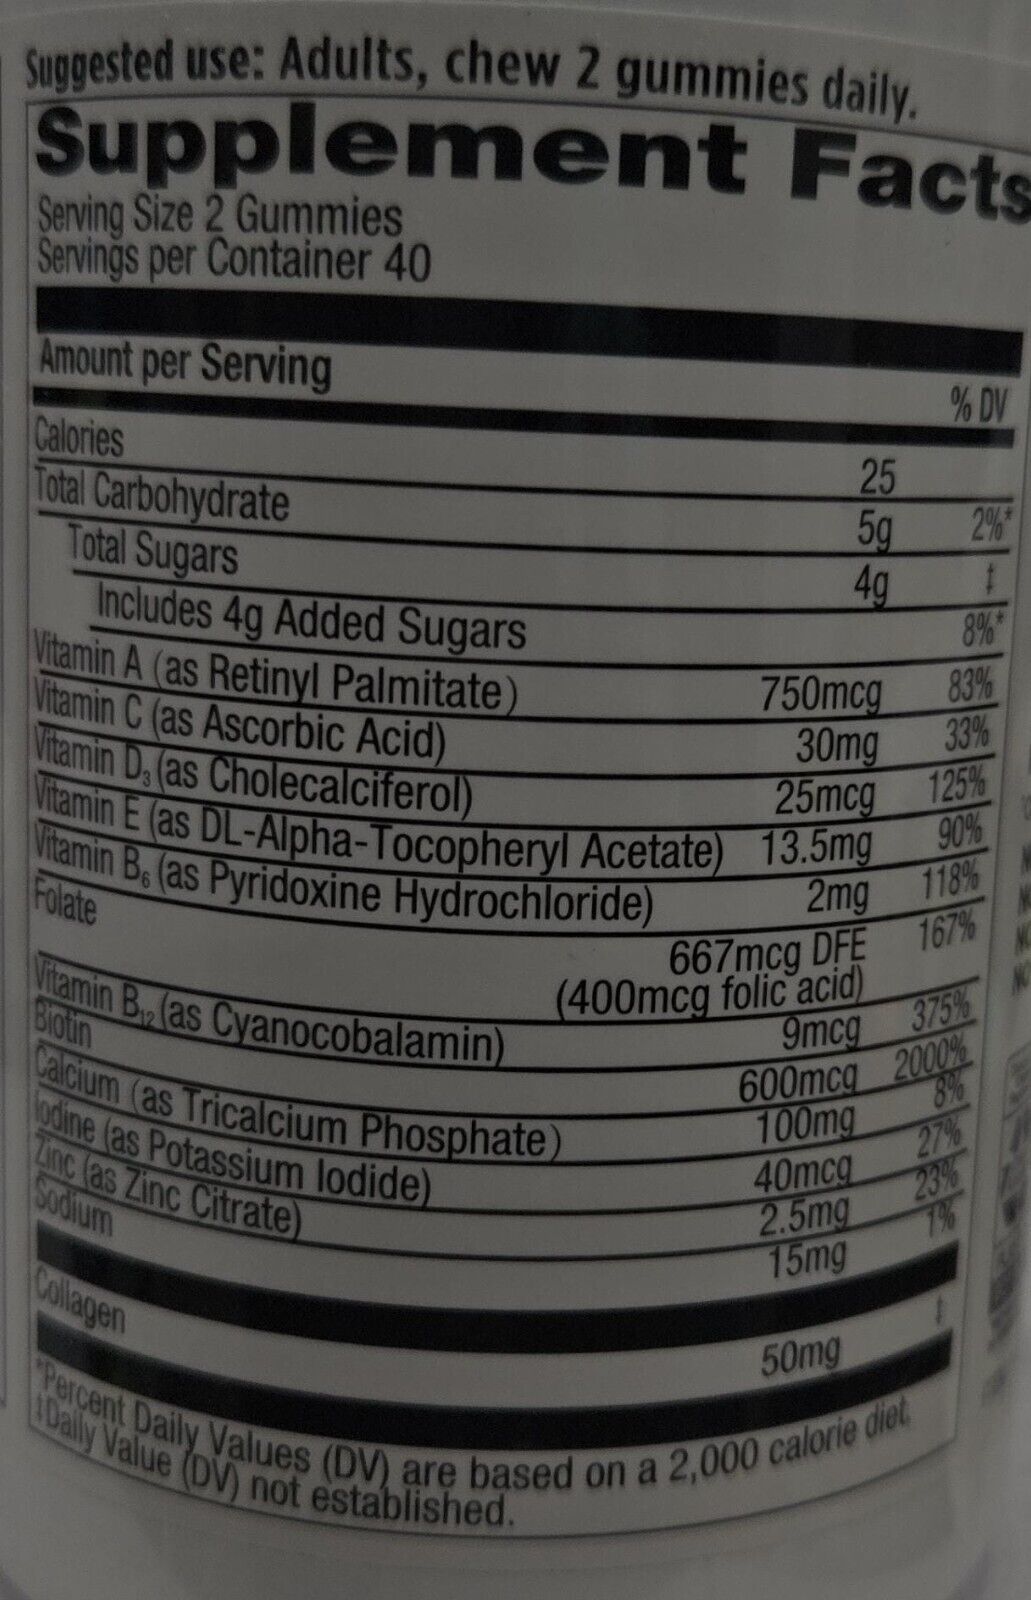 Suggested use: Adults, chew 2 gummies daily.
Supplement Facts
Serving Size 2 Gummies
Servings per Container 40
Amount per Serving % DV
Calories 25
Total Carbohydrate 5g 2%*
Total Sugars 4g ‡
Includes 4g Added Sugars 8%*
Vitamin A (as Retinyl Palmitate) 750mcg 83%
Vitamin C (as Ascorbic Acid) 30mg 33%
Vitamin D₃ (as Cholecalciferol) 25mcg 125%
Vitamin E (as DL-Alpha-Tocopheryl Acetate) 13.5mg 90%
Vitamin B₆ (as Pyridoxine Hydrochloride) 2mg 118%
Folate 667mcg DFE 167%
(400mcg folic acid)
Vitamin B₁₂ (as Cyanocobalamin) 9mcg 375%
Biotin 600mcg 2000%
Calcium (as Tricalcium Phosphate) 100mg 8%
Iodine (as Potassium Iodide) 40mcg 27%
Zinc (as Zinc Citrate) 2.5mg 23%
Sodium 15mg 1%
Collagen 50mg ‡
*Percent Daily Values (DV) are based on a 2,000 calorie diet.
‡Daily Value (DV) not established.